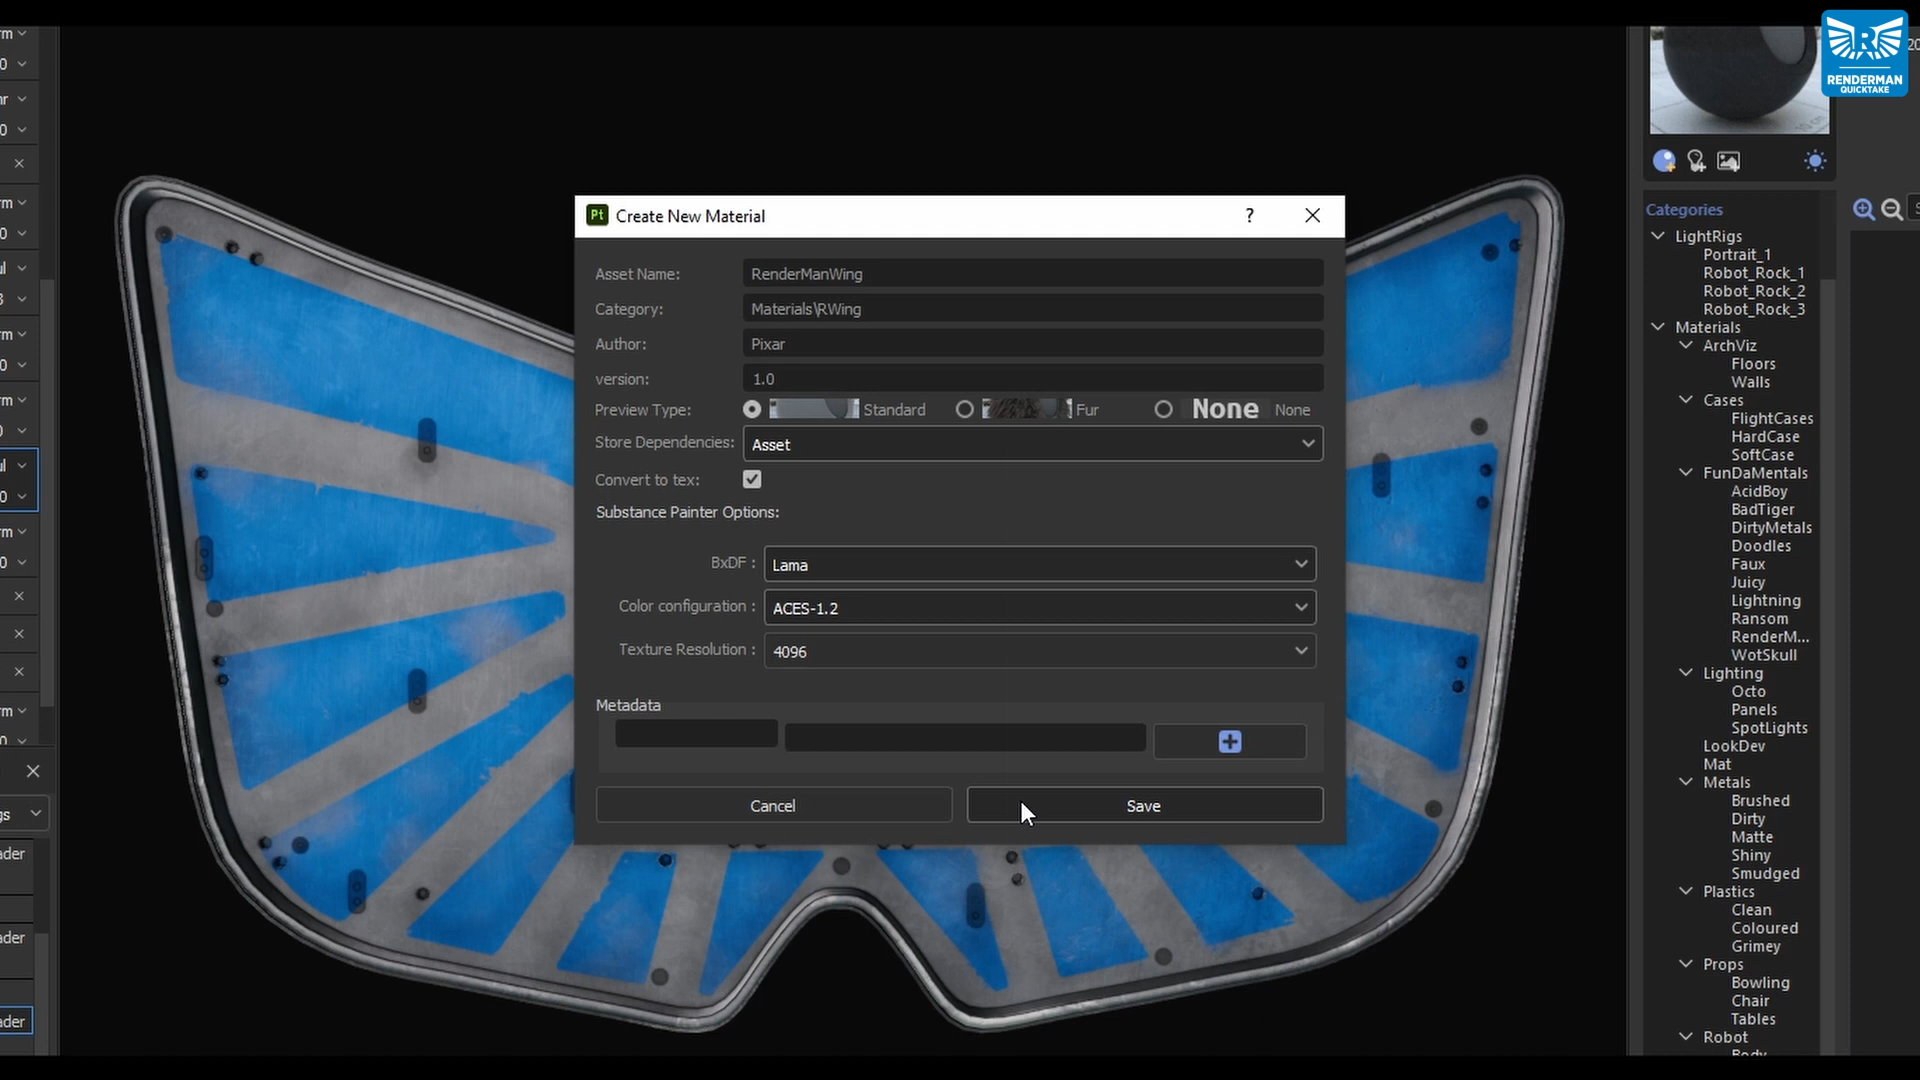 RENDERMAN
QUICKTAKE
Create New Material
?
Asset Name: RenderManWing
Category: Materials\RWing
Author: Pixar
version: 1.0
Preview Type: Standard Fur None None
Store Dependencies: Asset
Convert to tex:
Substance Painter Options:
BxDF : Lama
Color configuration : ACES-1.2
Texture Resolution : 4096
Metadata
Cancel Save
Categories
LightRigs
Portrait_1
Robot_Rock_1
Robot_Rock_2
Robot_Rock_3
Materials
ArchViz
Floors
Walls
Cases
FlightCases
HardCase
SoftCase
FunDaMentals
AcidBoy
BadTiger
DirtyMetals
Doodles
Faux
Juicy
Lightning
Ransom
RenderM...
WotSkull
Lighting
Octo
Panels
SpotLights
LookDev
Mat
Metals
Brushed
Dirty
Matte
Shiny
Smudged
Plastics
Clean
Coloured
Grimey
Props
Bowling
Chair
Tables
Robot